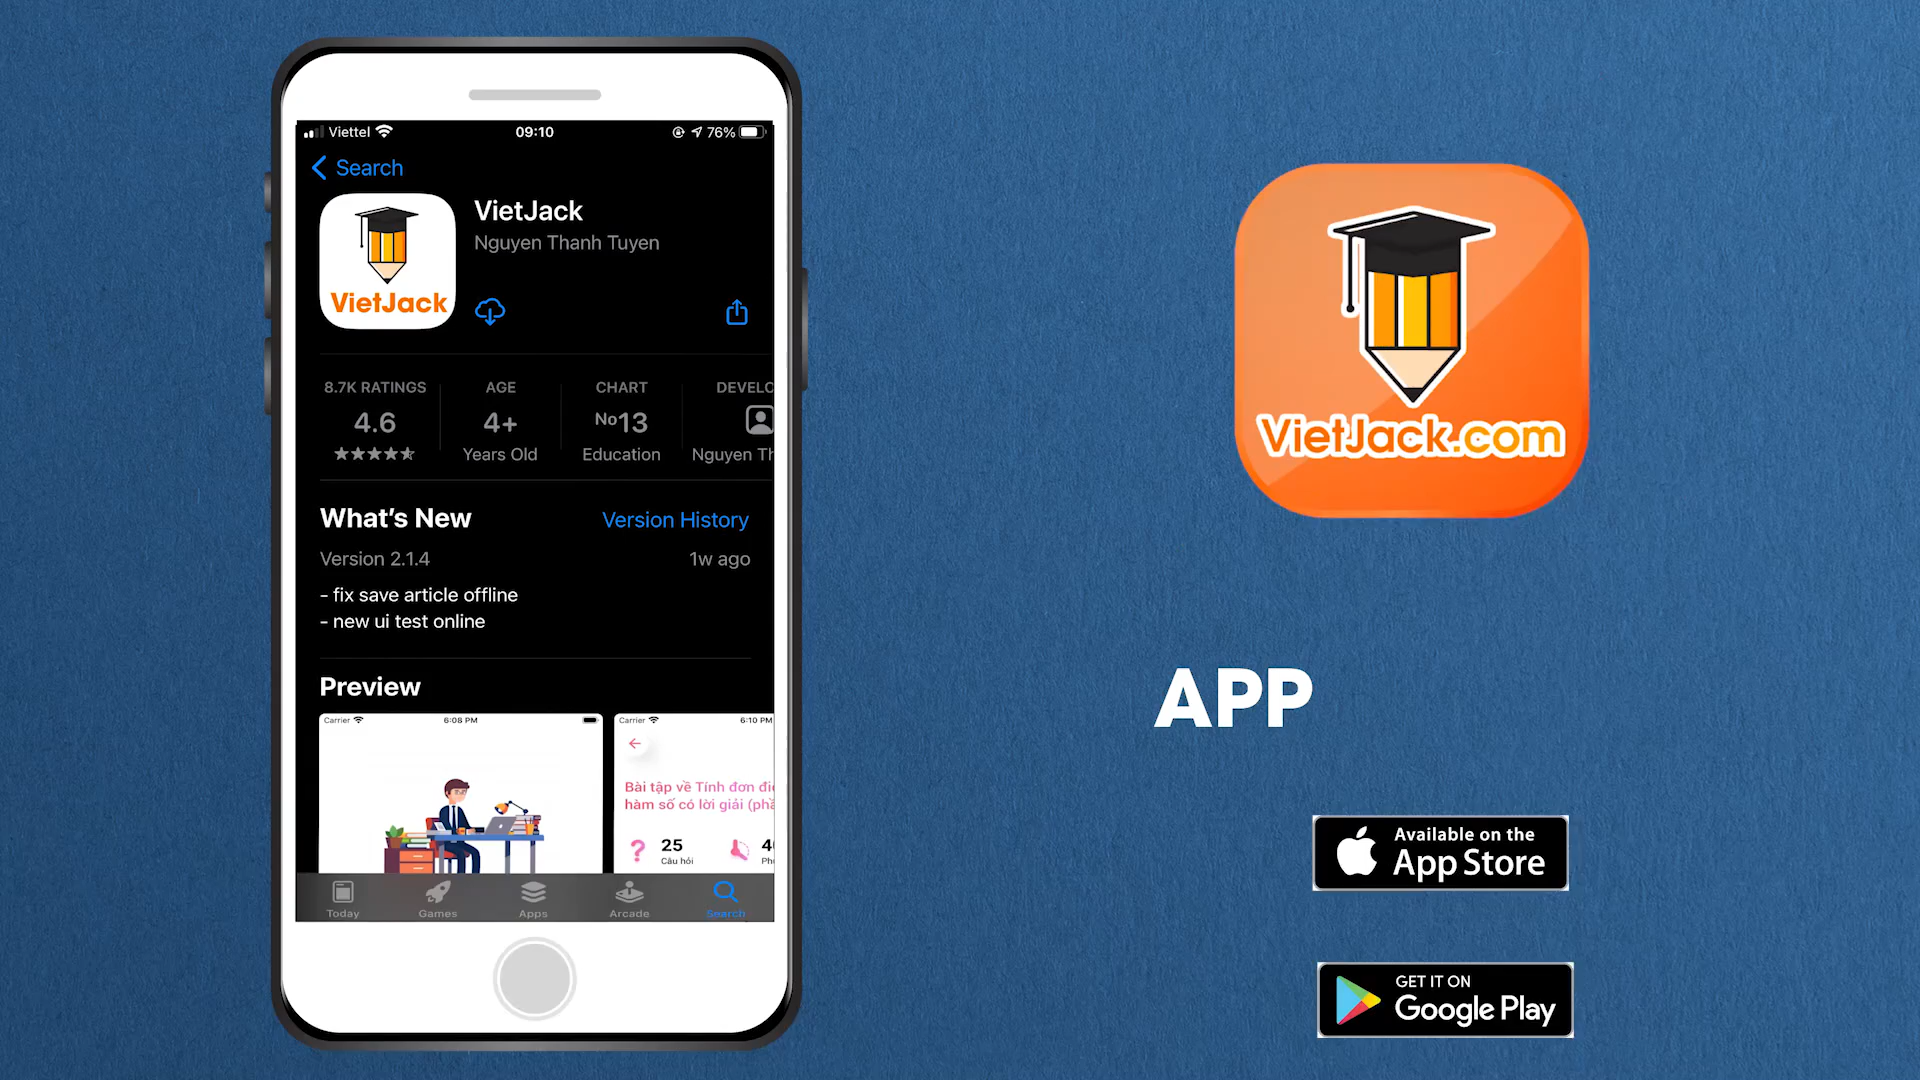 Viettel 09:10 76%
Search
VietJack
VietJack
Nguyen Thanh Tuyen
8.7K RATINGS AGE CHART DEVELO
4.6 4+ No13
Years Old Education Nguyen Th
What's New Version History
Version 2.1.4 1w ago
- fix save article offline
- new ui test online
Preview
Carrier 6:08 PM Carrier 6:10 PM
Bài tập về Tính đơn điệ
hàm số có lời giải (phầ
25
Câu hỏi
Today Games Apps Arcade Search
VietJack.com
APP
Available on the
App Store
GET IT ON
Google Play